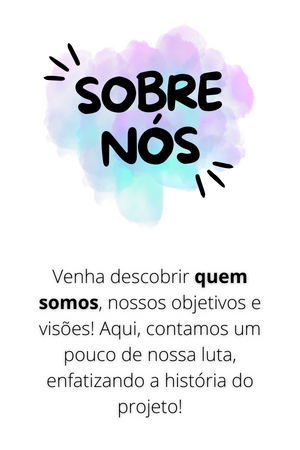 SOBRE
NÓS
Venha descobrir quem
somos, nossos objetivos e
visões! Aqui, contamos um
pouco de nossa luta,
enfatizando a história do
projeto!